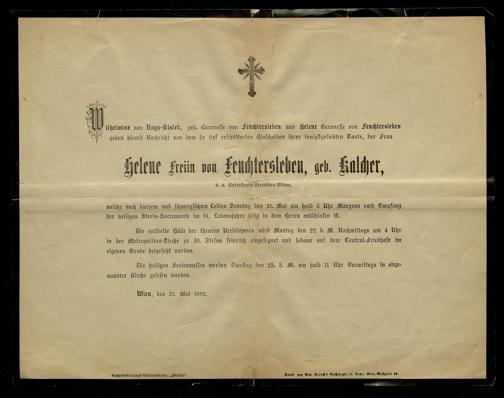 Wilhelmine von Nagy-Kislek, geb. Baronesse von Feuchtersleben und Helene Baronesse von Feuchtersleben
geben hiemit Nachricht von dem sie tief erschütternden Hinscheiden ihrer innigstgeliebten Tante, der Frau
Helene Freiin von Feuchtersleben, geb. Kalcher,
k. k. Unterstaats-Secretärs-Witwe,
welche nach kurzem und schmerzlichem Leiden Sonntag den 21. Mai um halb 3 Uhr Morgens nach Empfang
der heiligen Sterbe-Sacramente im 81. Lebensjahre selig in dem Herrn entschlafen ist.
Die entseelte Hülle der theuren Verblichenen wird Montag den 22. d. M. Nachmittags um 4 Uhr
in der Metropolitan-Kirche zu St. Stefan feierlich eingesegnet und sodann auf dem Central-Friedhofe im
eigenen Grabe beigesetzt werden.
Die heiligen Seelenmessen werden Dienstag den 23. d. M. um halb 11 Uhr Vormittags in obge-
nannter Kirche gelesen werden.
Wien, den 21. Mai 1882.